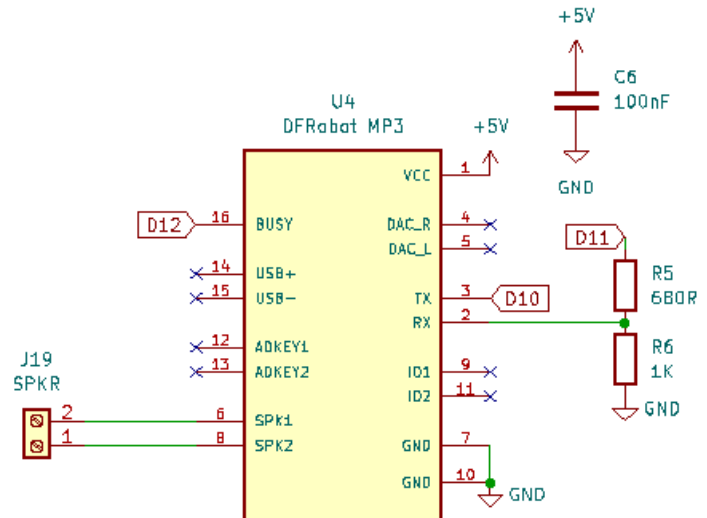 +5V
C6
100nF
GND
U4
DFRobat MP3
+5V
VCC 1
D12 16 BUSY
DAC_R 4
DAC_L 5
14 USB+
15 USB-
TX 3 D10
RX 2
D11
R5
680R
R6
1K
GND
12 ADKEY1
13 ADKEY2
ID1 9
ID2 11
J19
SPKR
2 6 SPK1
1 8 SPK2
GND 7
GND 10
GND